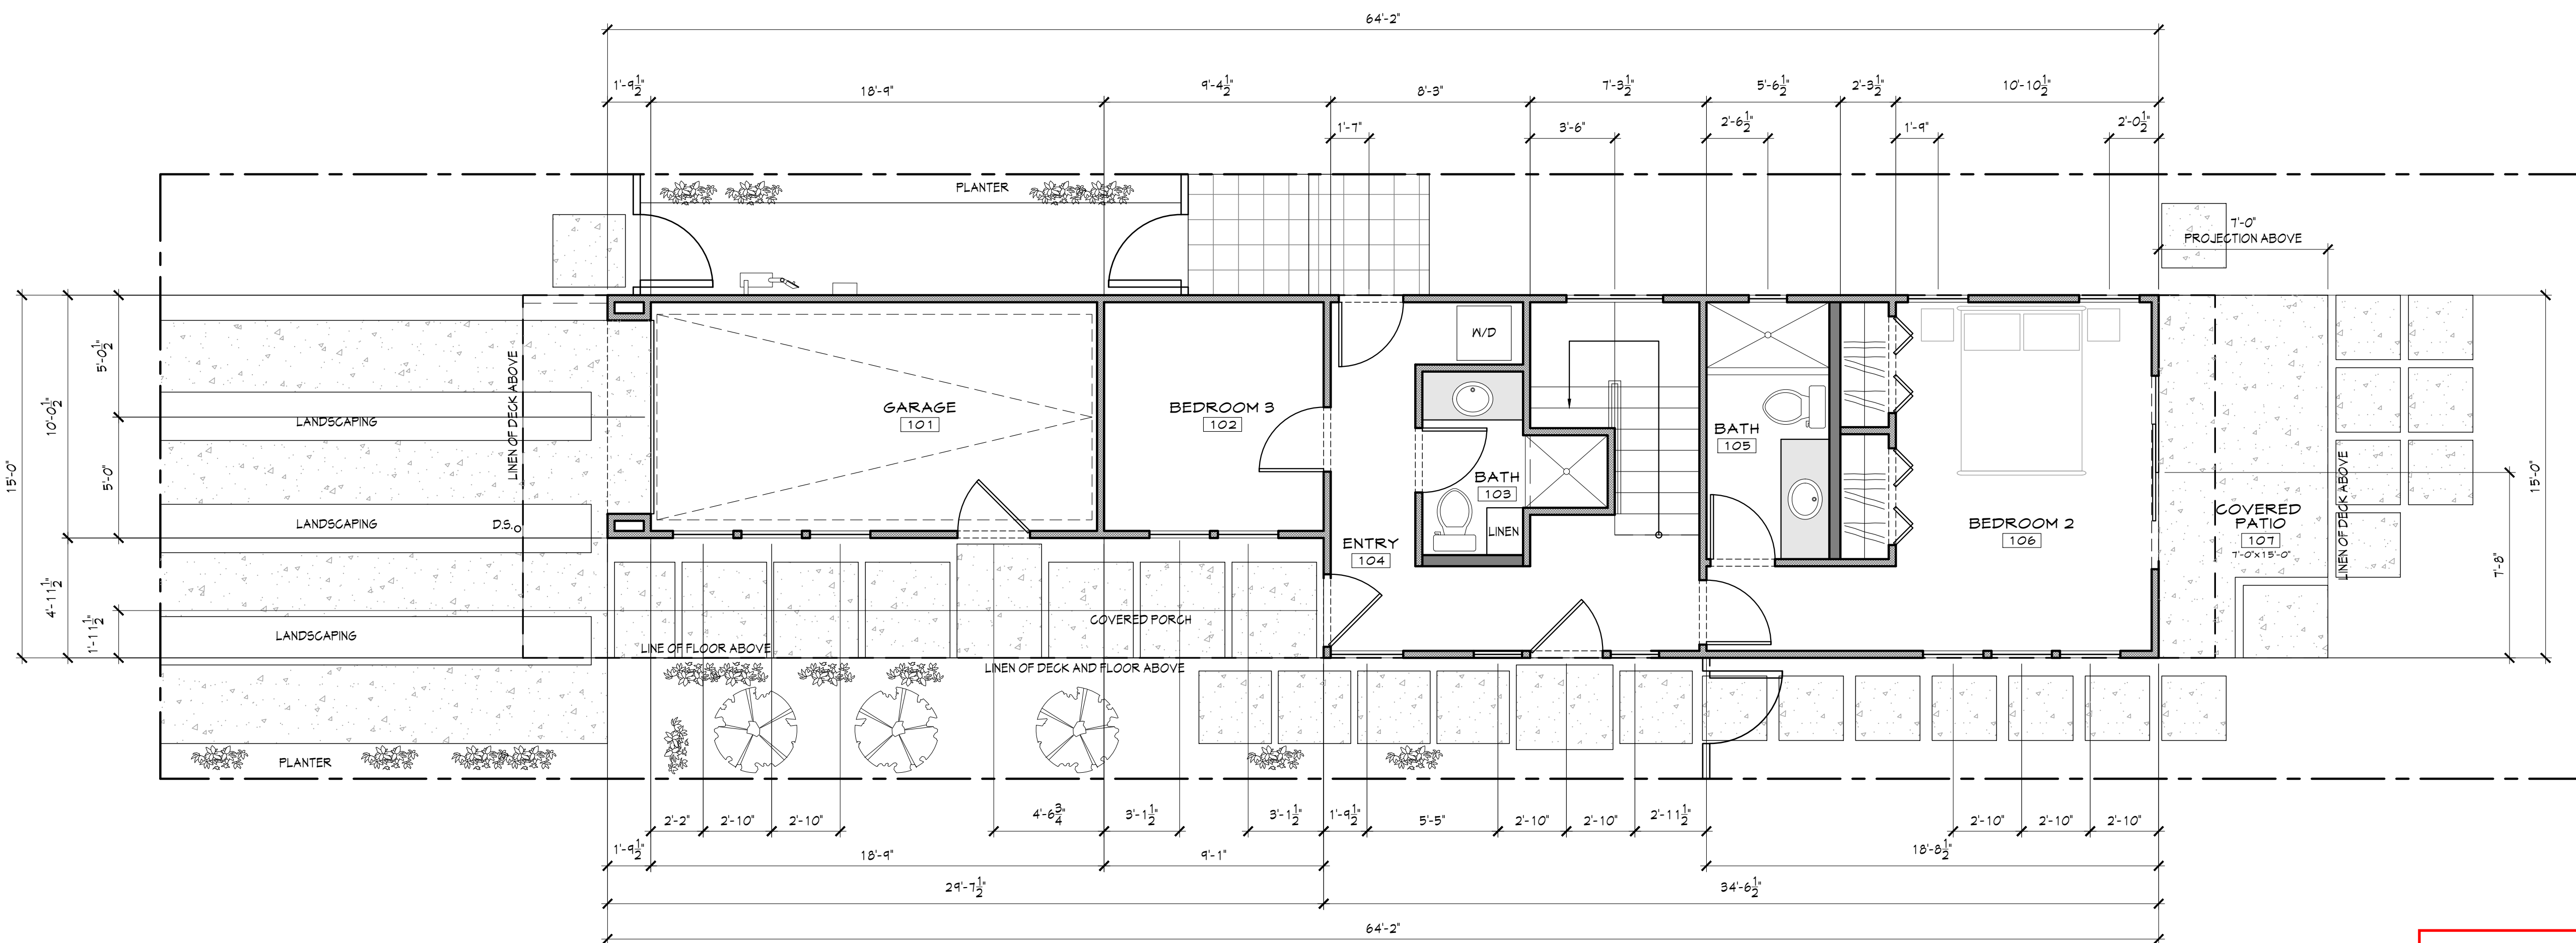 64'-2"
1'-9 1/2"
18'-9"
9'-4 1/2"
8'-3"
7'-3 1/2"
5'-6 1/2"
2'-3 1/2"
10'-10 1/2"
1'-7"
3'-6"
2'-6 1/2"
1'-9"
2'-0 1/2"
PLANTER
7'-0"
PROJECTION ABOVE
W/D
15'-0"
10'-0 1/2"
5'-0 1/2"
5'-0"
4'-11 1/2"
1'-11 1/2"
LINEN OF DECK ABOVE
LANDSCAPING
LANDSCAPING
LANDSCAPING
D.S.
GARAGE
101
BEDROOM 3
102
BATH
103
LINEN
ENTRY
104
BATH
105
BEDROOM 2
106
COVERED
PATIO
107
7'-0"x15'-0"
LINEN OF DECK ABOVE
7'-8"
15'-0"
COVERED PORCH
LINE OF FLOOR ABOVE
LINEN OF DECK AND FLOOR ABOVE
PLANTER
2'-2"
2'-10"
2'-10"
4'-6 3/4"
3'-1 1/2"
3'-1 1/2"
1'-9 1/2"
5'-5"
2'-10"
2'-10"
2'-11 1/2"
2'-10"
2'-10"
2'-10"
1'-9 1/2"
18'-9"
9'-1"
18'-8 1/2"
29'-7 1/2"
34'-6 1/2"
64'-2"